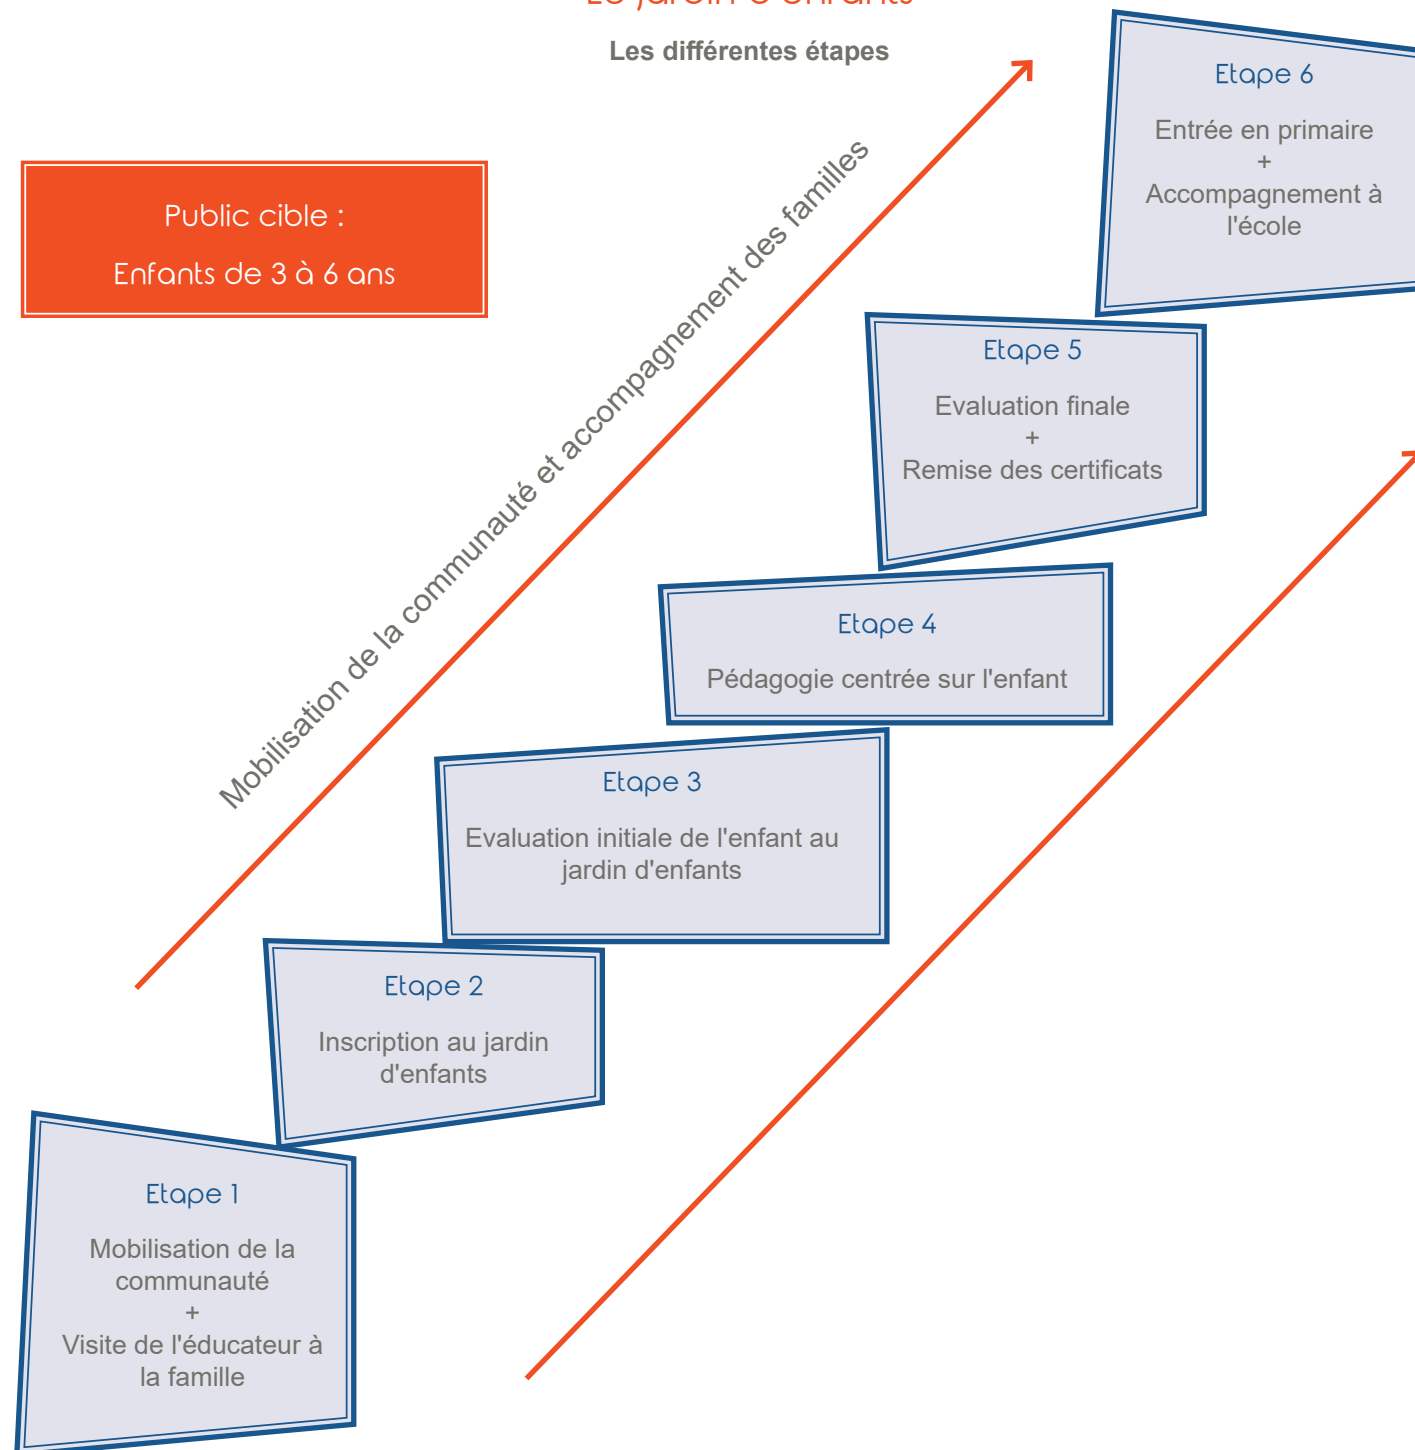 Le jardin d'enfants
Les différentes étapes
Public cible :
Enfants de 3 à 6 ans
Mobilisation de la communauté et accompagnement des familles
Etape 6
Entrée en primaire
+
Accompagnement à
l'école
Etape 5
Evaluation finale
+
Remise des certificats
Etape 4
Pédagogie centrée sur l'enfant
Etape 3
Evaluation initiale de l'enfant au
jardin d'enfants
Etape 2
Inscription au jardin
d'enfants
Etape 1
Mobilisation de la
communauté
+
Visite de l'éducateur à
la famille